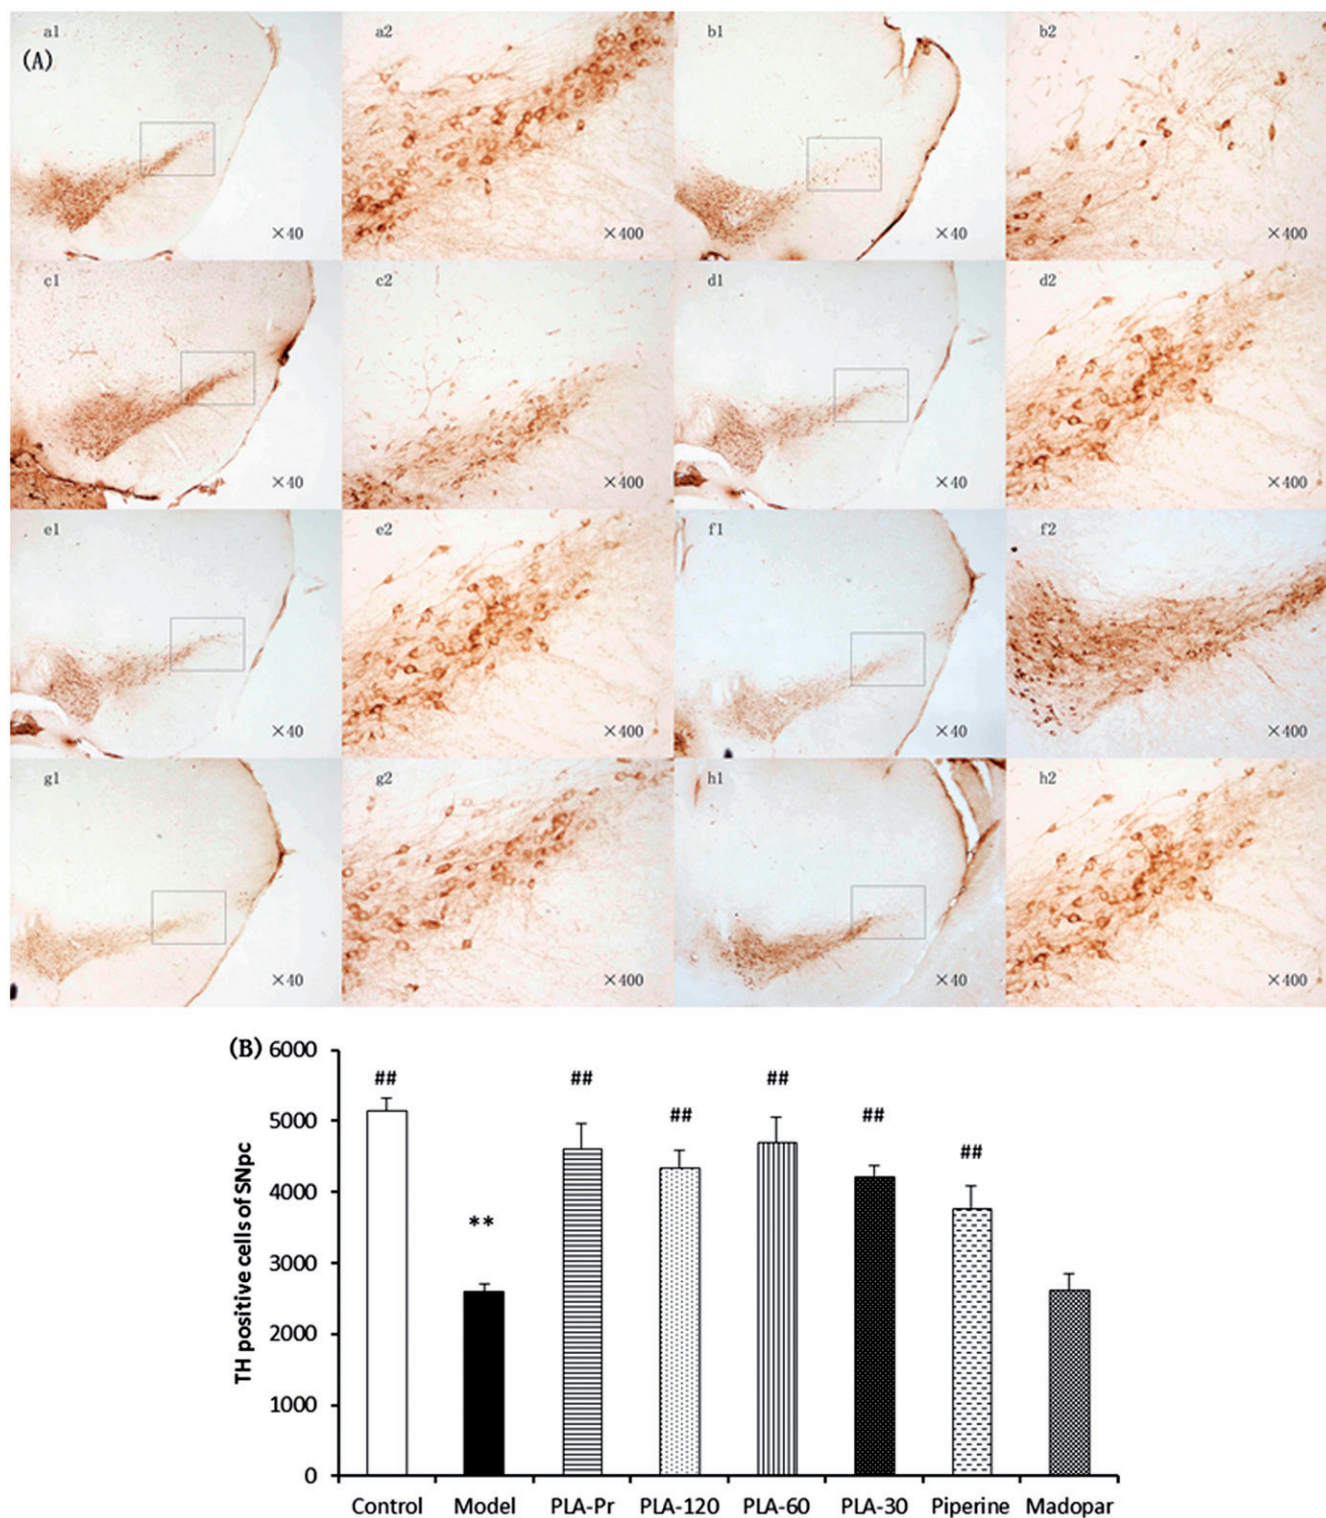 (A)
a1
a2
b1
b2
×40
×400
×40
×400
c1
c2
d1
d2
×40
×400
×40
×400
e1
e2
f1
f2
×40
×400
×40
×400
g1
g2
h1
h2
×40
×400
×40
×400
(B)
TH positive cells of SNpc
6000
5000
4000
3000
2000
1000
0
##
**
##
##
##
##
##
Control Model PLA-Pr PLA-120 PLA-60 PLA-30 Piperine Madopar